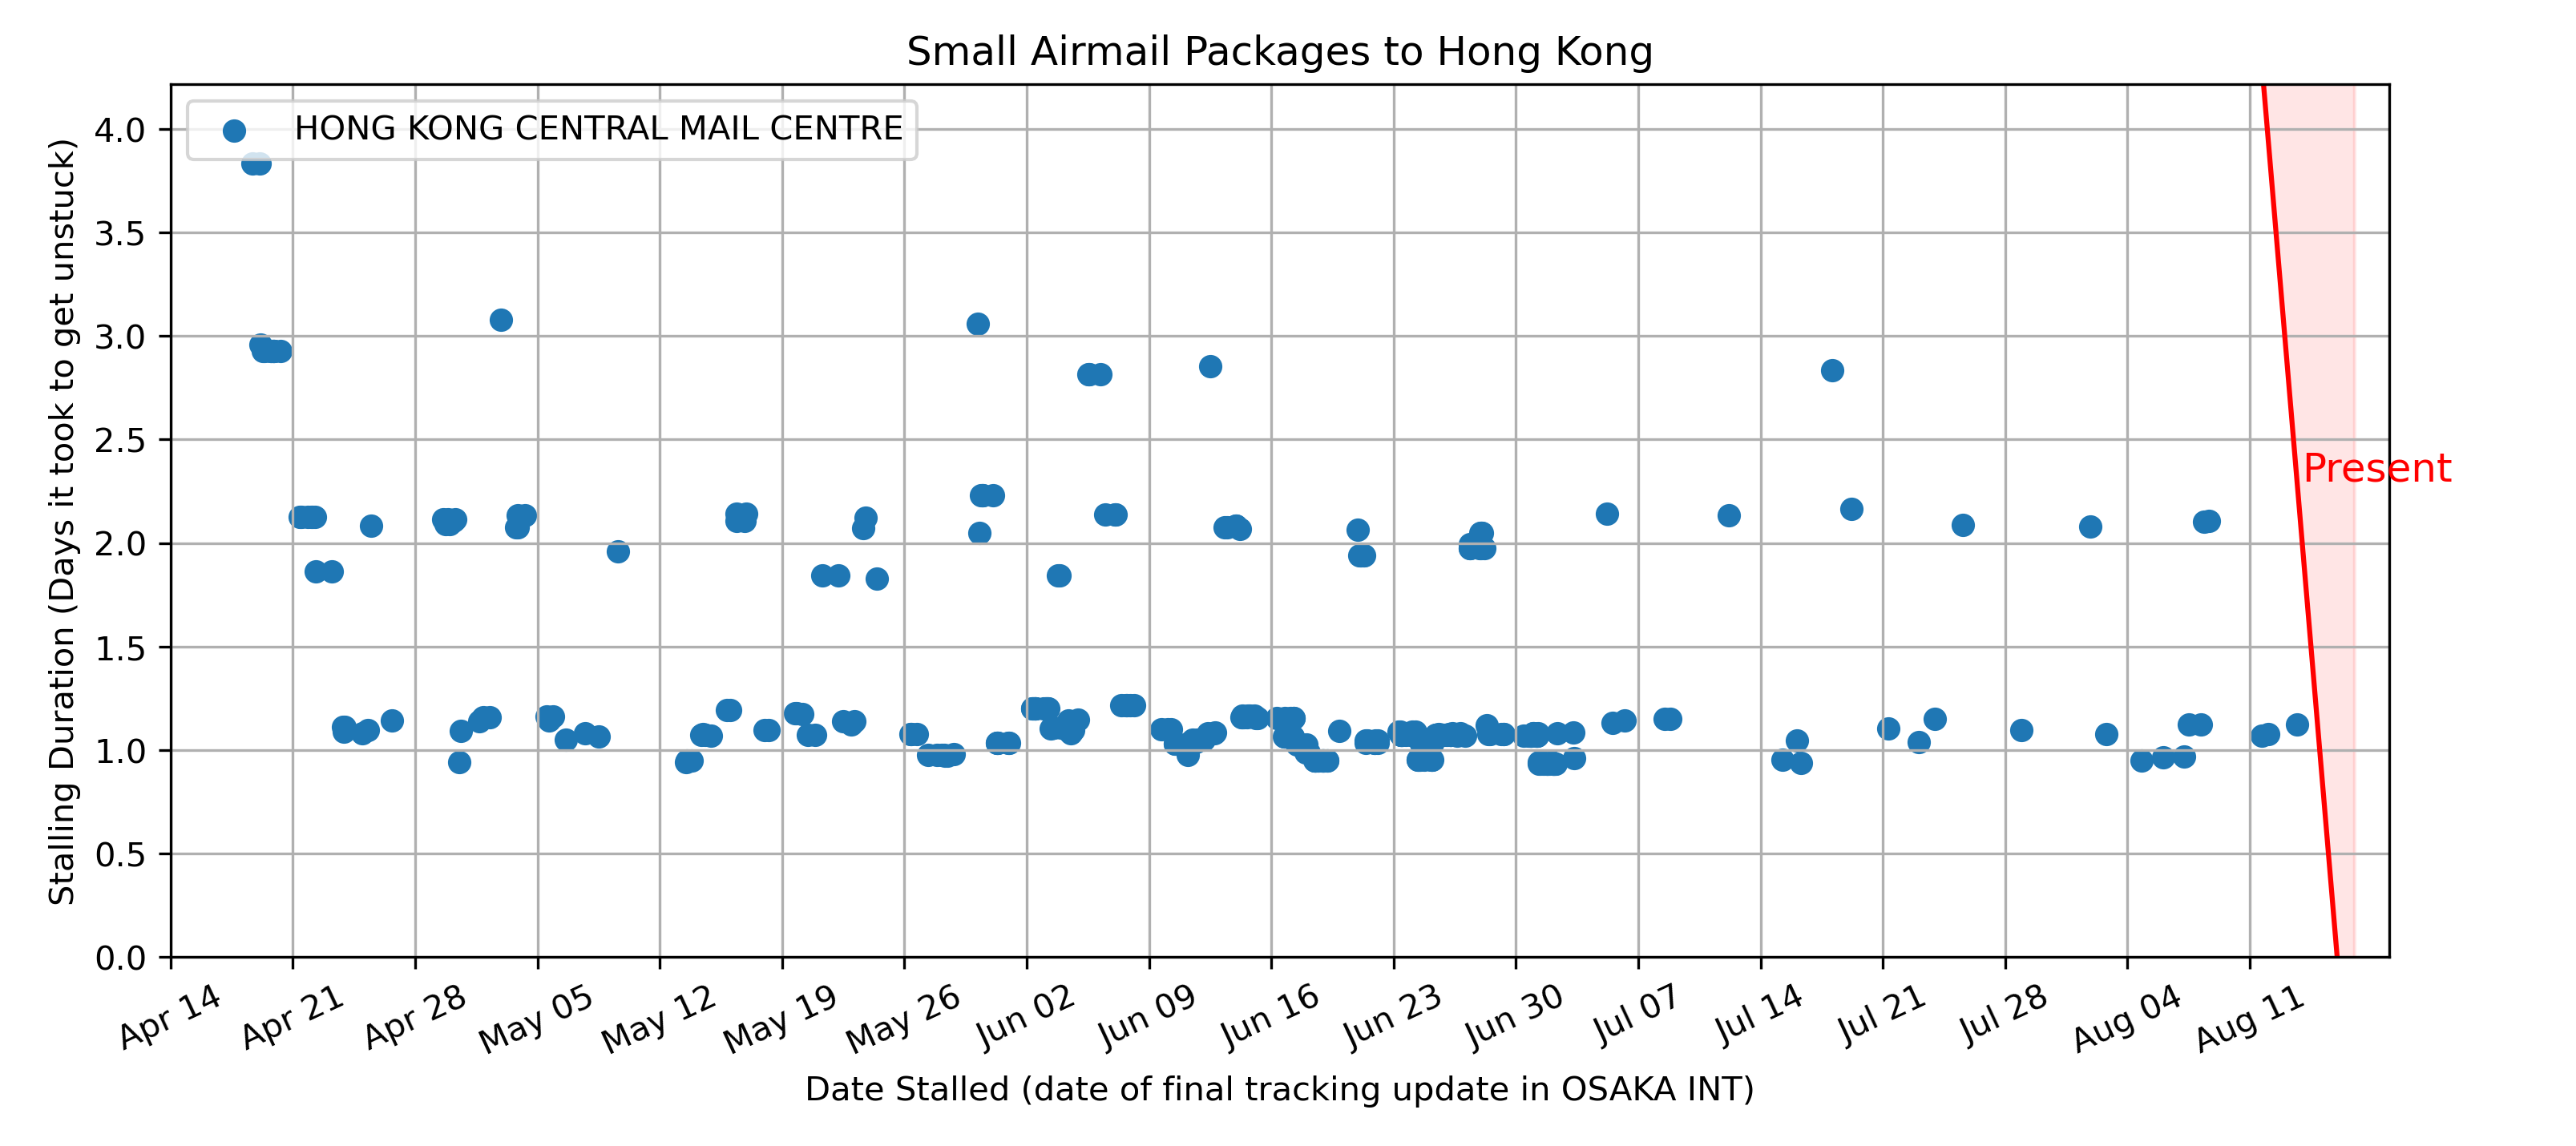 Small Airmail Packages to Hong Kong
HONG KONG CENTRAL MAIL CENTRE
Stalling Duration (Days it took to get unstuck)
4.0
3.5
3.0
2.5
2.0
1.5
1.0
0.5
0.0
Present
Apr 14
Apr 21
Apr 28
May 05
May 12
May 19
May 26
Jun 02
Jun 09
Jun 16
Jun 23
Jun 30
Jul 07
Jul 14
Jul 21
Jul 28
Aug 04
Aug 11
Date Stalled (date of final tracking update in OSAKA INT)